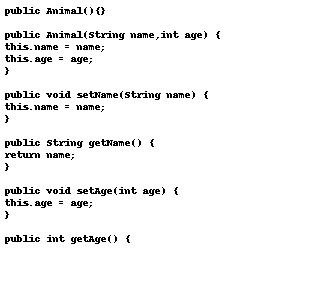 public Animal(){}
public Animal(String name,int age) {
this.name = name;
this.age = age;
}
public void setName(String name) {
this.name = name;
}
public String getName() {
return name;
}
public void setAge(int age) {
this.age = age;
}
public int getAge() {